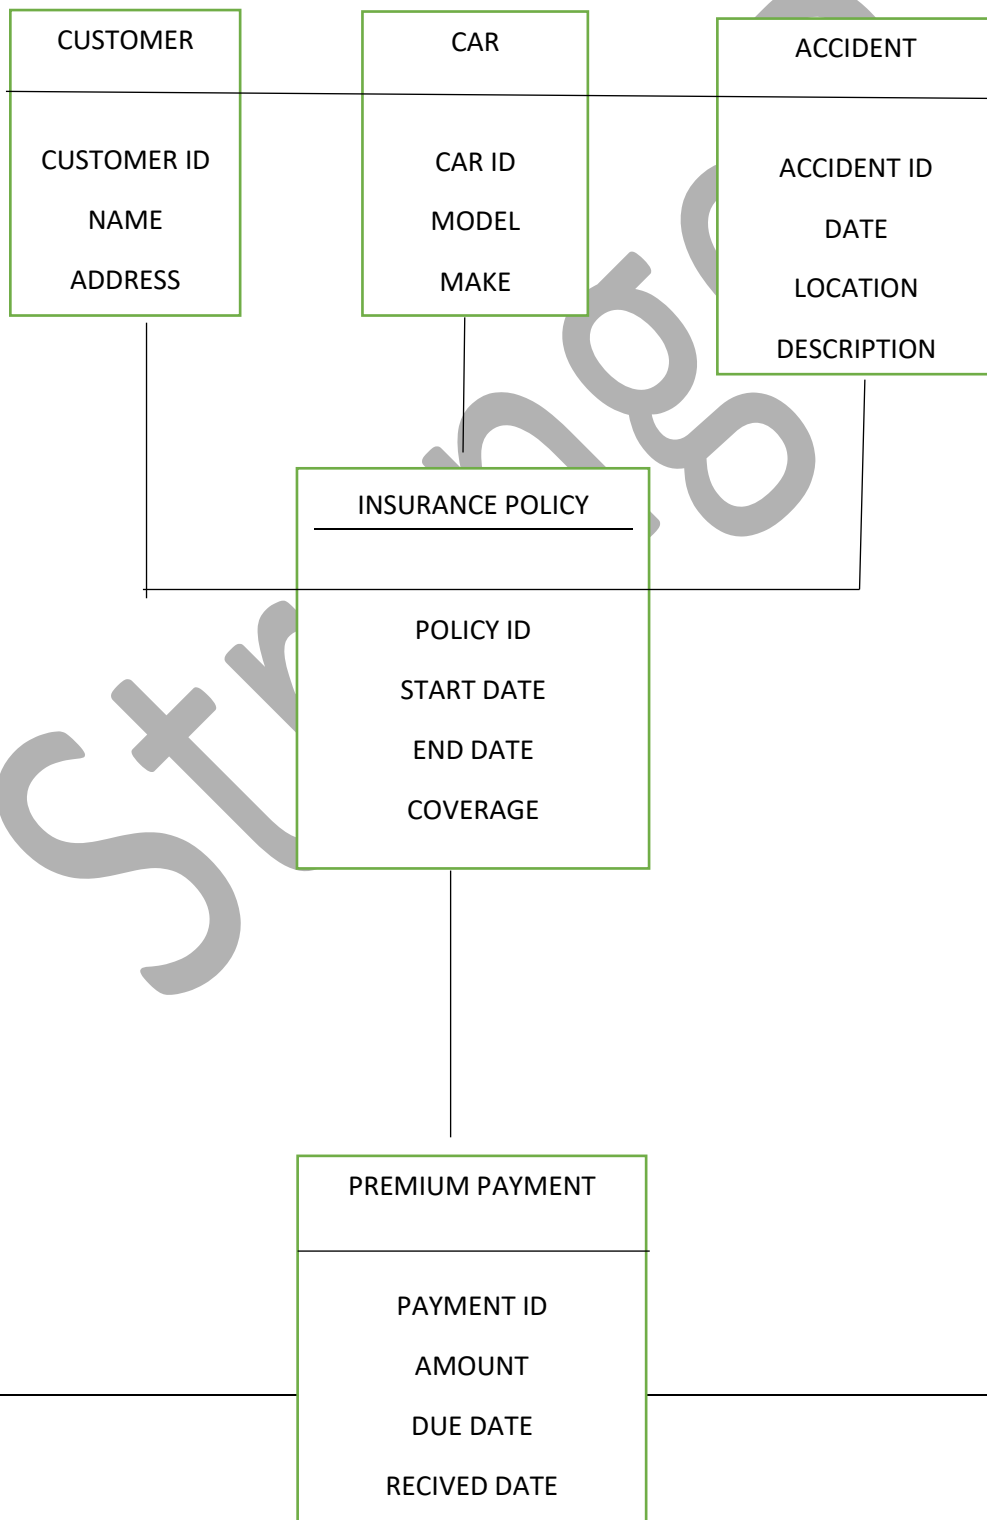 CUSTOMER
CUSTOMER ID
NAME
ADDRESS
CAR
CAR ID
MODEL
MAKE
ACCIDENT
ACCIDENT ID
DATE
LOCATION
DESCRIPTION
INSURANCE POLICY
POLICY ID
START DATE
END DATE
COVERAGE
PREMIUM PAYMENT
PAYMENT ID
AMOUNT
DUE DATE
RECIVED DATE